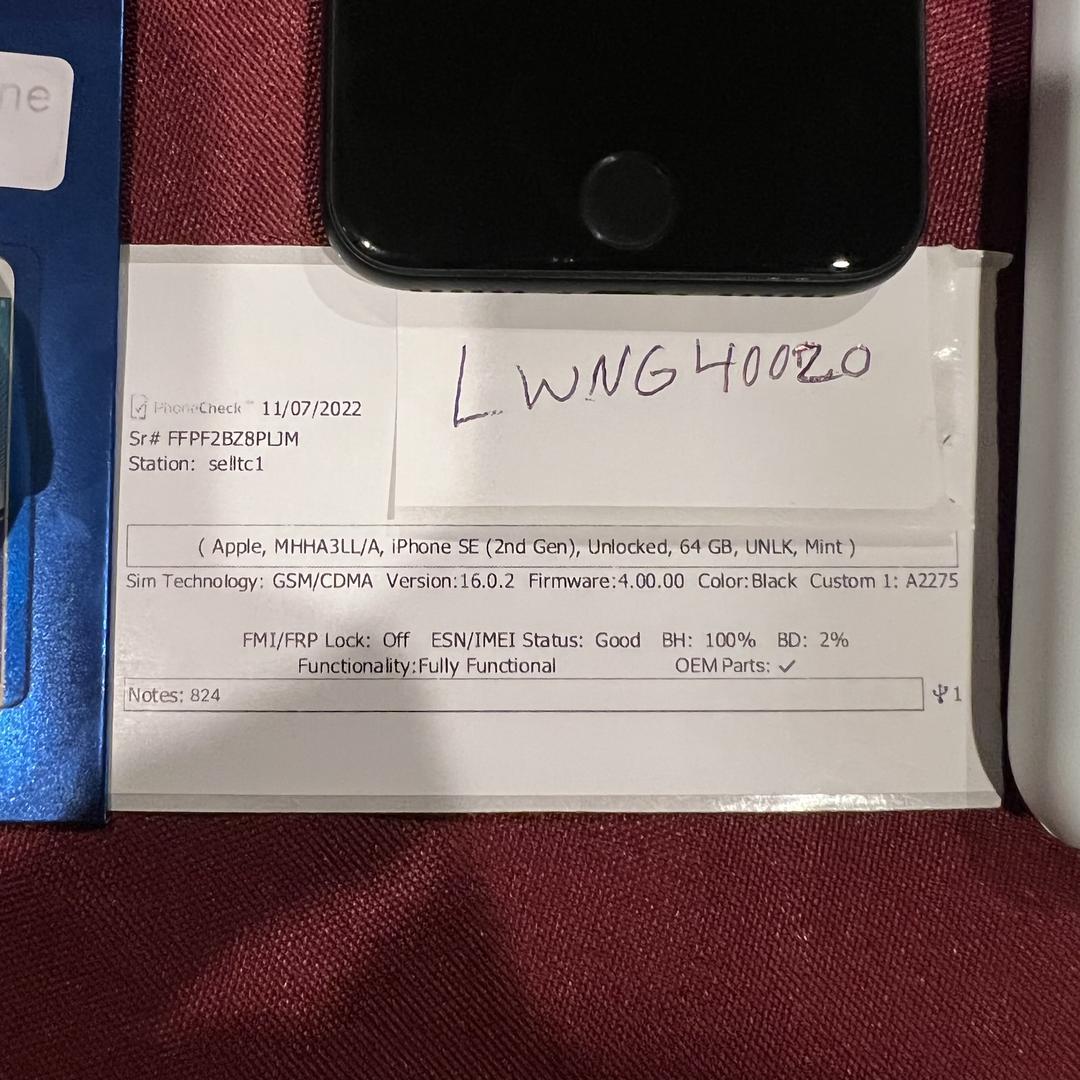 ne
LWNG40020
PhoneCheck™ 11/07/2022
Sr# FFPF2BZ8PLJM
Station: selltc1
( Apple, MHHA3LL/A, iPhone SE (2nd Gen), Unlocked, 64 GB, UNLK, Mint )
Sim Technology: GSM/CDMA Version:16.0.2 Firmware:4.00.00 Color:Black Custom 1: A2275
FMI/FRP Lock: Off ESN/IMEI Status: Good BH: 100% BD: 2%
Functionality:Fully Functional OEM Parts: ✓
Notes: 824
1